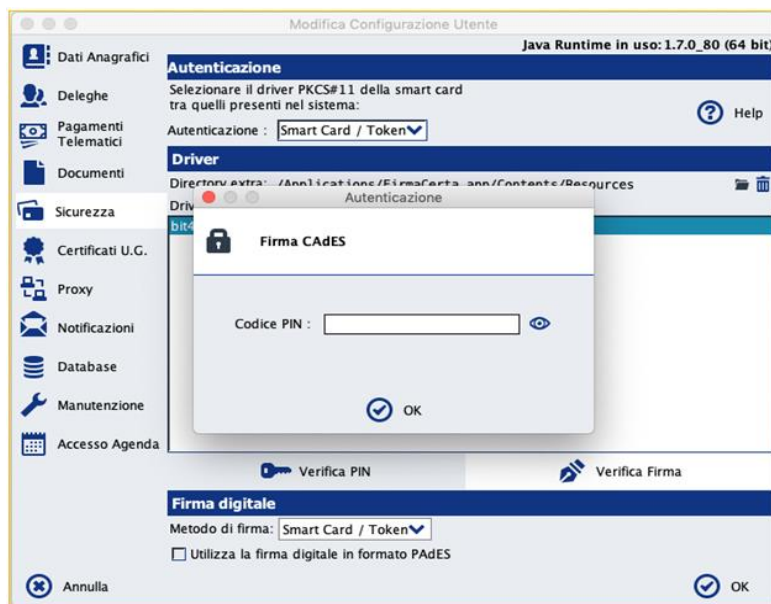 Modifica Configurazione Utente
Java Runtime in uso: 1.7.0_80 (64 bit)
Dati Anagrafici
Deleghe
Pagamenti
Telematici
Documenti
Sicurezza
Certificati U.G.
Proxy
Notificazioni
Database
Manutenzione
Accesso Agenda
Autenticazione
Selezionare il driver PKCS#11 della smart card
tra quelli presenti nel sistema:
Help
Autenticazione : Smart Card / Token
Driver
Directory extra: /Applications/FirmaCerta.app/Contents/Resources
Driv
bit4
Autenticazione
Firma CAdES
Codice PIN :
OK
Verifica PIN
Verifica Firma
Firma digitale
Metodo di firma: Smart Card / Token
Utilizza la firma digitale in formato PAdES
Annulla
OK